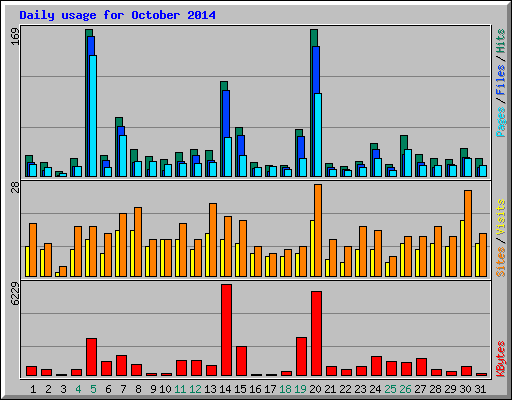 Daily usage for October 2014
169
Pages / Files / Hits
28
Sites / Visits
6229
KBytes
1 2 3 4 5 6 7 8 9 10 11 12 13 14 15 16 17 18 19 20 21 22 23 24 25 26 27 28 29 30 31